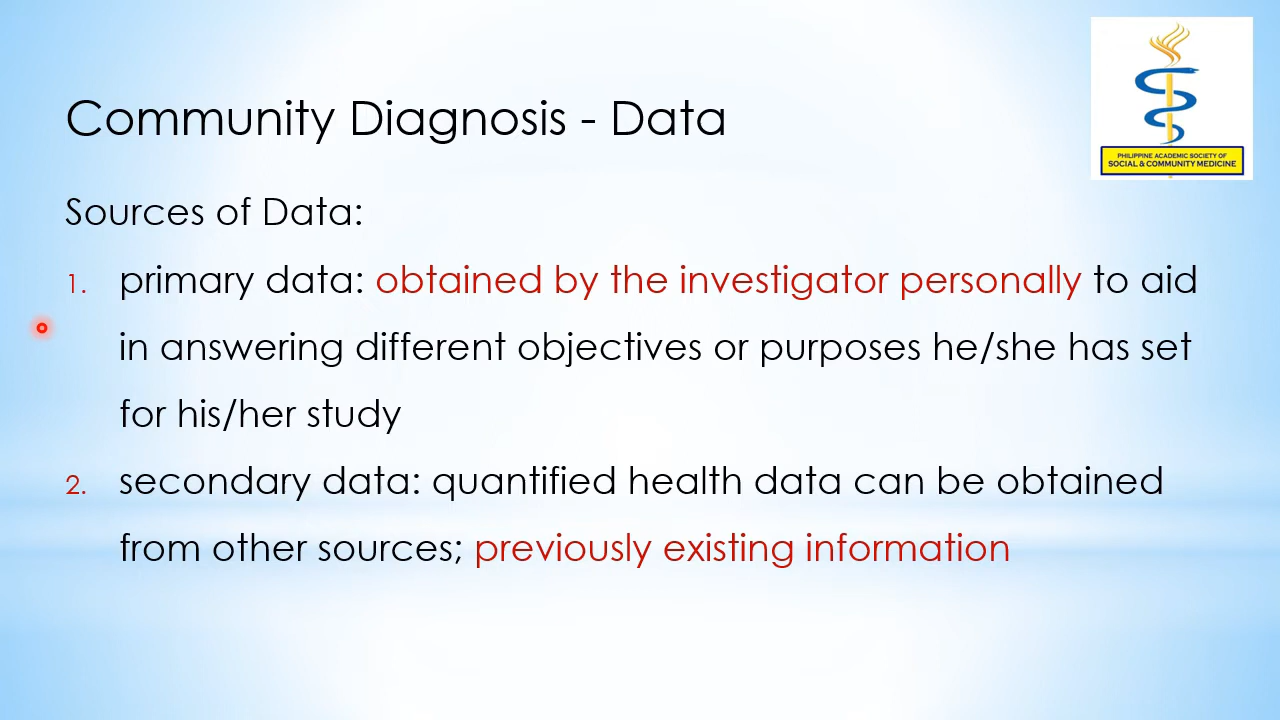 PHILIPPINE ACADEMIC SOCIETY OF
SOCIAL & COMMUNITY MEDICINE
Community Diagnosis - Data
Sources of Data:
1. primary data: obtained by the investigator personally to aid
in answering different objectives or purposes he/she has set
for his/her study
2. secondary data: quantified health data can be obtained
from other sources; previously existing information